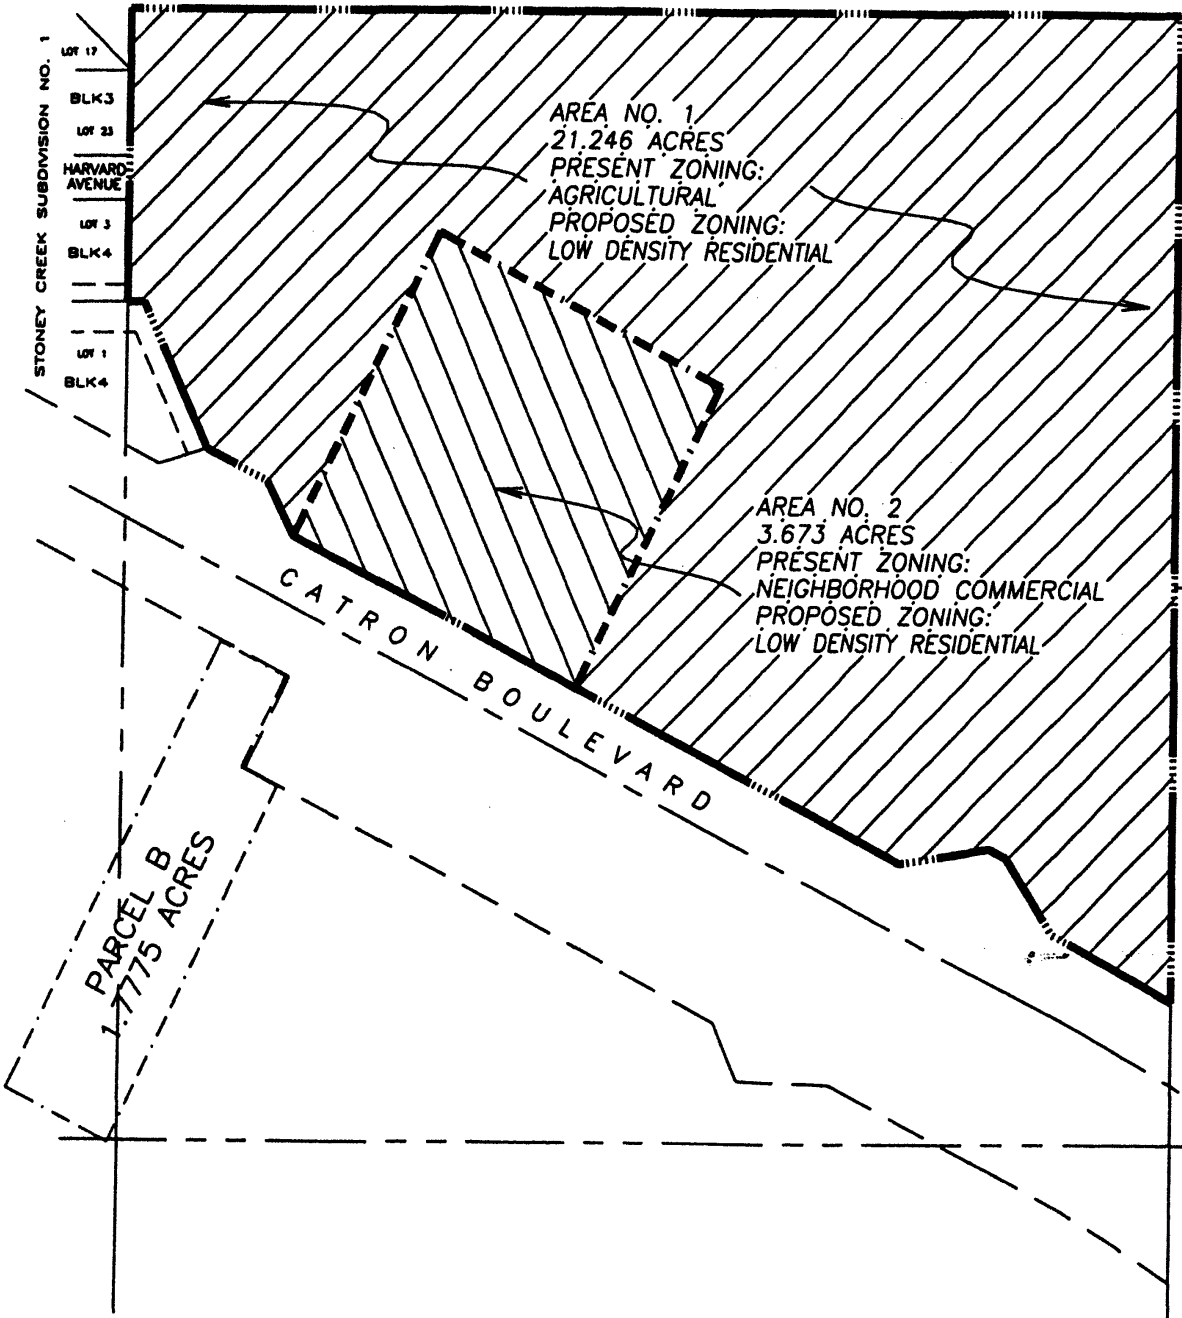 STONEY CREEK SUBDIVISION NO. 1
LOT 17
BLK3
LOT 23
HARVARD
AVENUE
LOT 3
BLK4
LOT 1
BLK4
AREA NO. 1
21.246 ACRES
PRESENT ZONING:
AGRICULTURAL
PROPOSED ZONING:
LOW DENSITY RESIDENTIAL
AREA NO. 2
3.673 ACRES
PRESENT ZONING:
NEIGHBORHOOD COMMERCIAL
PROPOSED ZONING:
LOW DENSITY RESIDENTIAL
CATRON BOULEVARD
PARCEL B
1.7775 ACRES